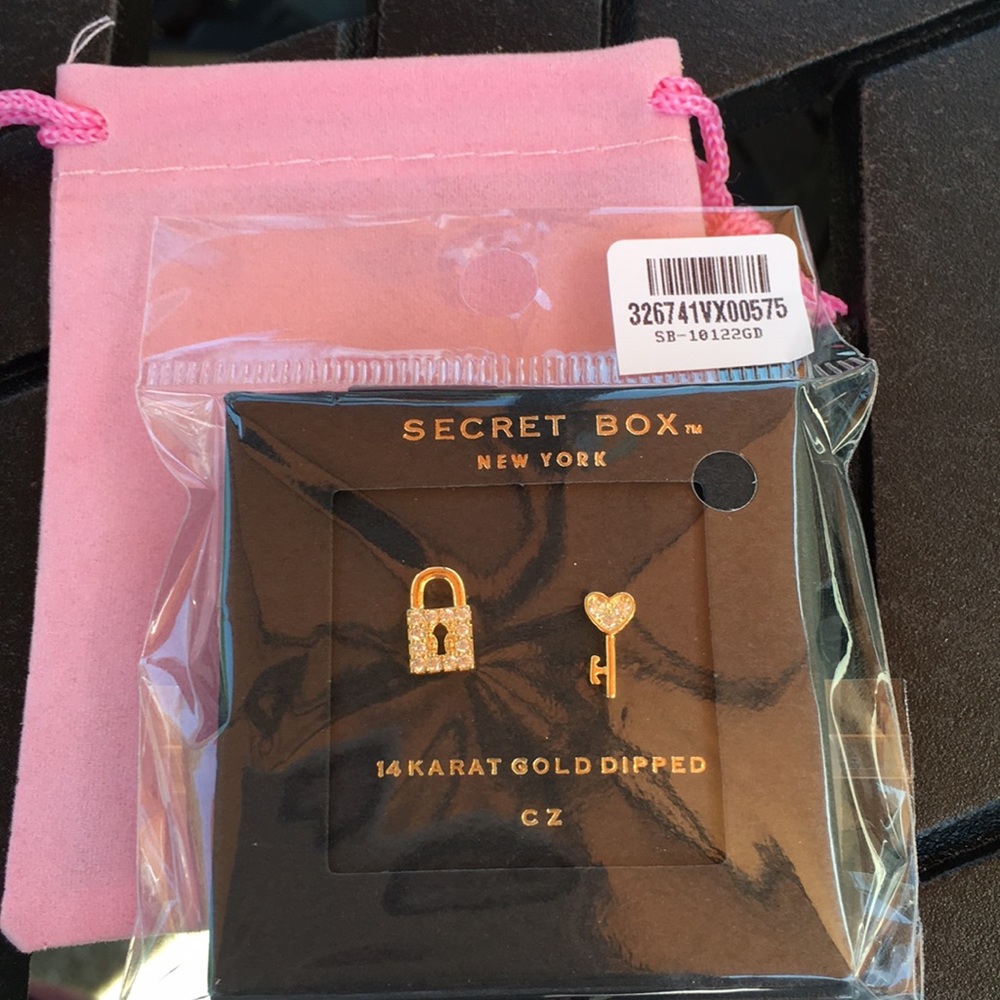 326741VX00575
SB-10122GD
SECRET BOX™
NEW YORK
14 KARAT GOLD DIPPED
CZ